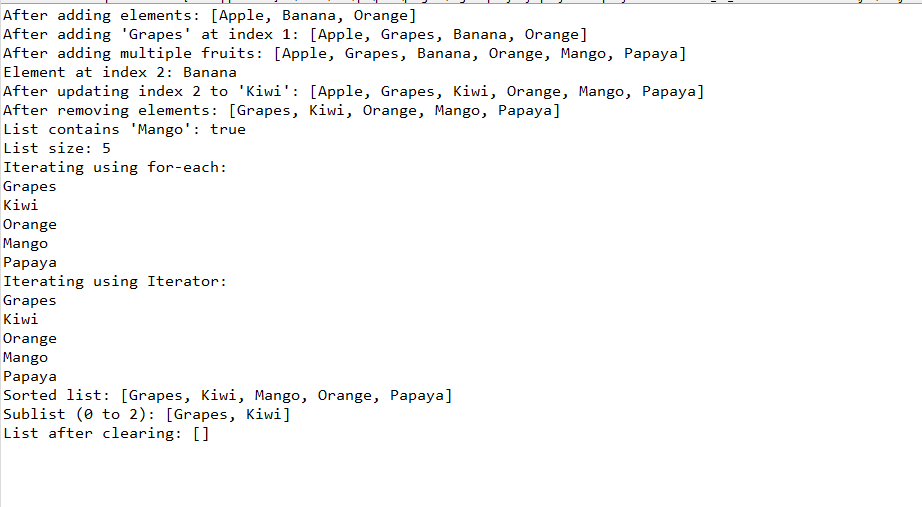 After adding elements: [Apple, Banana, Orange]
After adding 'Grapes' at index 1: [Apple, Grapes, Banana, Orange]
After adding multiple fruits: [Apple, Grapes, Banana, Orange, Mango, Papaya]
Element at index 2: Banana
After updating index 2 to 'Kiwi': [Apple, Grapes, Kiwi, Orange, Mango, Papaya]
After removing elements: [Grapes, Kiwi, Orange, Mango, Papaya]
List contains 'Mango': true
List size: 5
Iterating using for-each:
Grapes
Kiwi
Orange
Mango
Papaya
Iterating using Iterator:
Grapes
Kiwi
Orange
Mango
Papaya
Sorted list: [Grapes, Kiwi, Mango, Orange, Papaya]
Sublist (0 to 2): [Grapes, Kiwi]
List after clearing: []